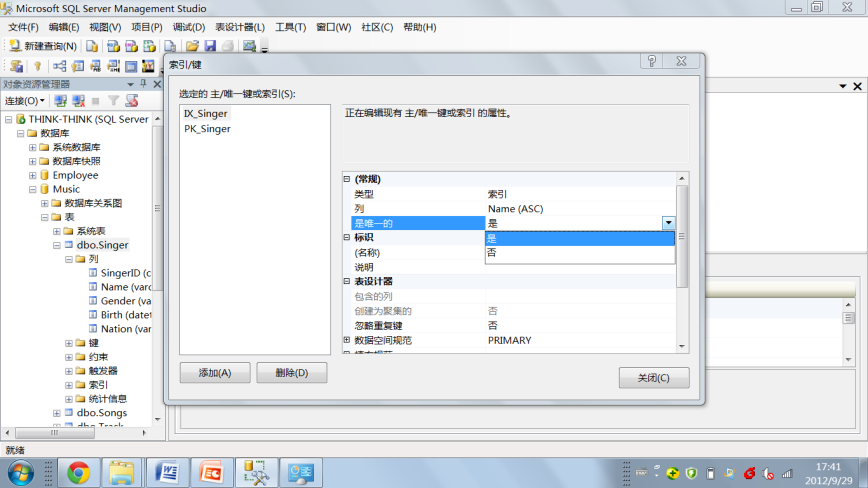 Microsoft SQL Server Management Studio
文件(F) 编辑(E) 视图(V) 项目(P) 调试(D) 表设计器(L) 工具(T) 窗口(W) 社区(C) 帮助(H)
新建查询(N)
对象资源管理器
连接(O)
THINK-THINK (SQL Server
数据库
系统数据库
数据库快照
Employee
Music
数据库关系图
表
系统表
dbo.Singer
列
SingerID (c
Name (varc
Gender (va
Birth (datet
Nation (var
键
约束
触发器
索引
统计信息
dbo.Songs
索引/键
选定的 主/唯一键或索引(S):
IX_Singer
PK_Singer
正在编辑现有 主/唯一键或索引 的属性。
(常规)
类型 索引
列 Name (ASC)
是唯一的 是
标识 是
(名称) 否
说明
表设计器
包含的列
创建为聚集的 否
忽略重复键 否
数据空间规范 PRIMARY
添加(A) 删除(D)
关闭(C)
就绪
17:41
2012/9/29